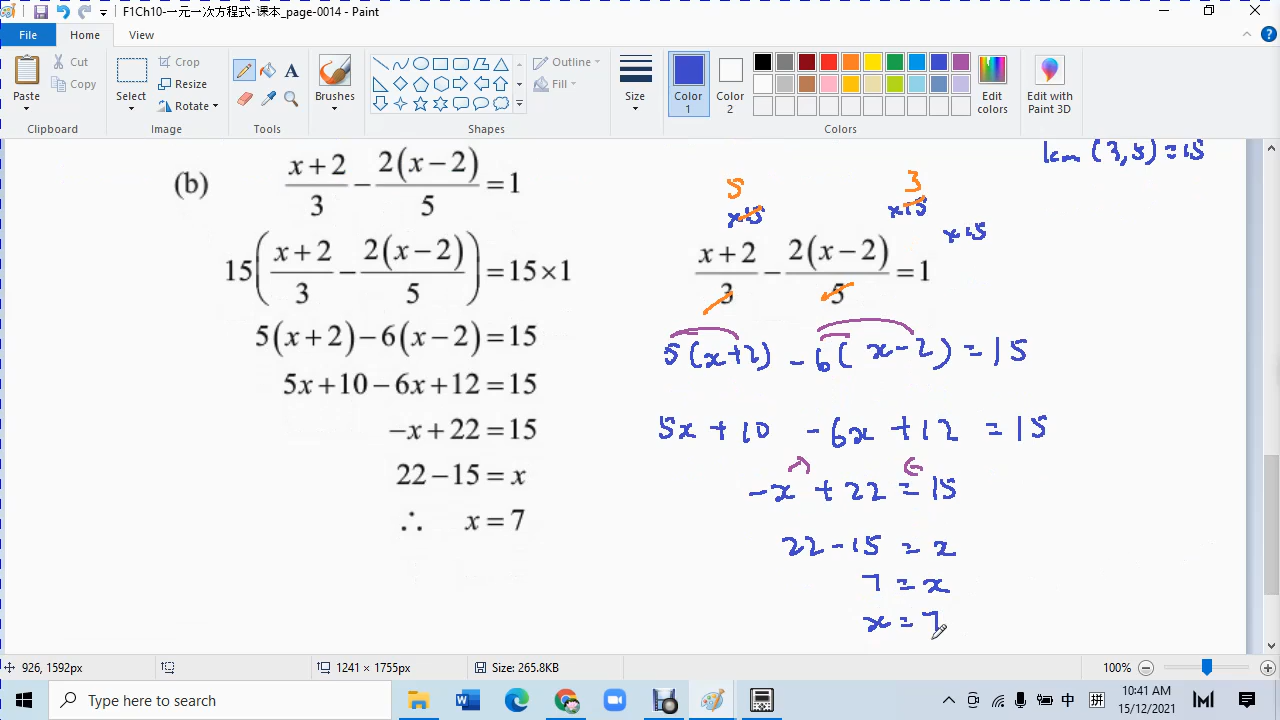 F1Ch10-一元一次方程式-课本_page-0014 - Paint
File Home View
Paste Cut Copy Clipboard
Select Crop Resize Rotate Image
Tools
Brushes
Outline Fill Shapes
Size
Color 1 Color 2 Edit colors Edit with Paint 3D Colors
lcm (3,5) = 15
(b) (x+2)/3 − 2(x−2)/5 = 1
15((x+2)/3 − 2(x−2)/5) = 15×1
5(x+2)−6(x−2)=15
5x+10−6x+12=15
−x+22=15
22−15=x
∴ x=7
5 3
x15 x15 x15
(x+2)/3 − 2(x−2)/5 = 1
5(x+2) -6(x-2) = 15
5x + 10 -6x +12 = 15
-x + 22 = 15
22 - 15 = x
7 = x
x = 7
926, 1592px 1241 × 1755px Size: 265.8KB 100%
Type here to search 中 拼 10:41 AM
15/12/2021